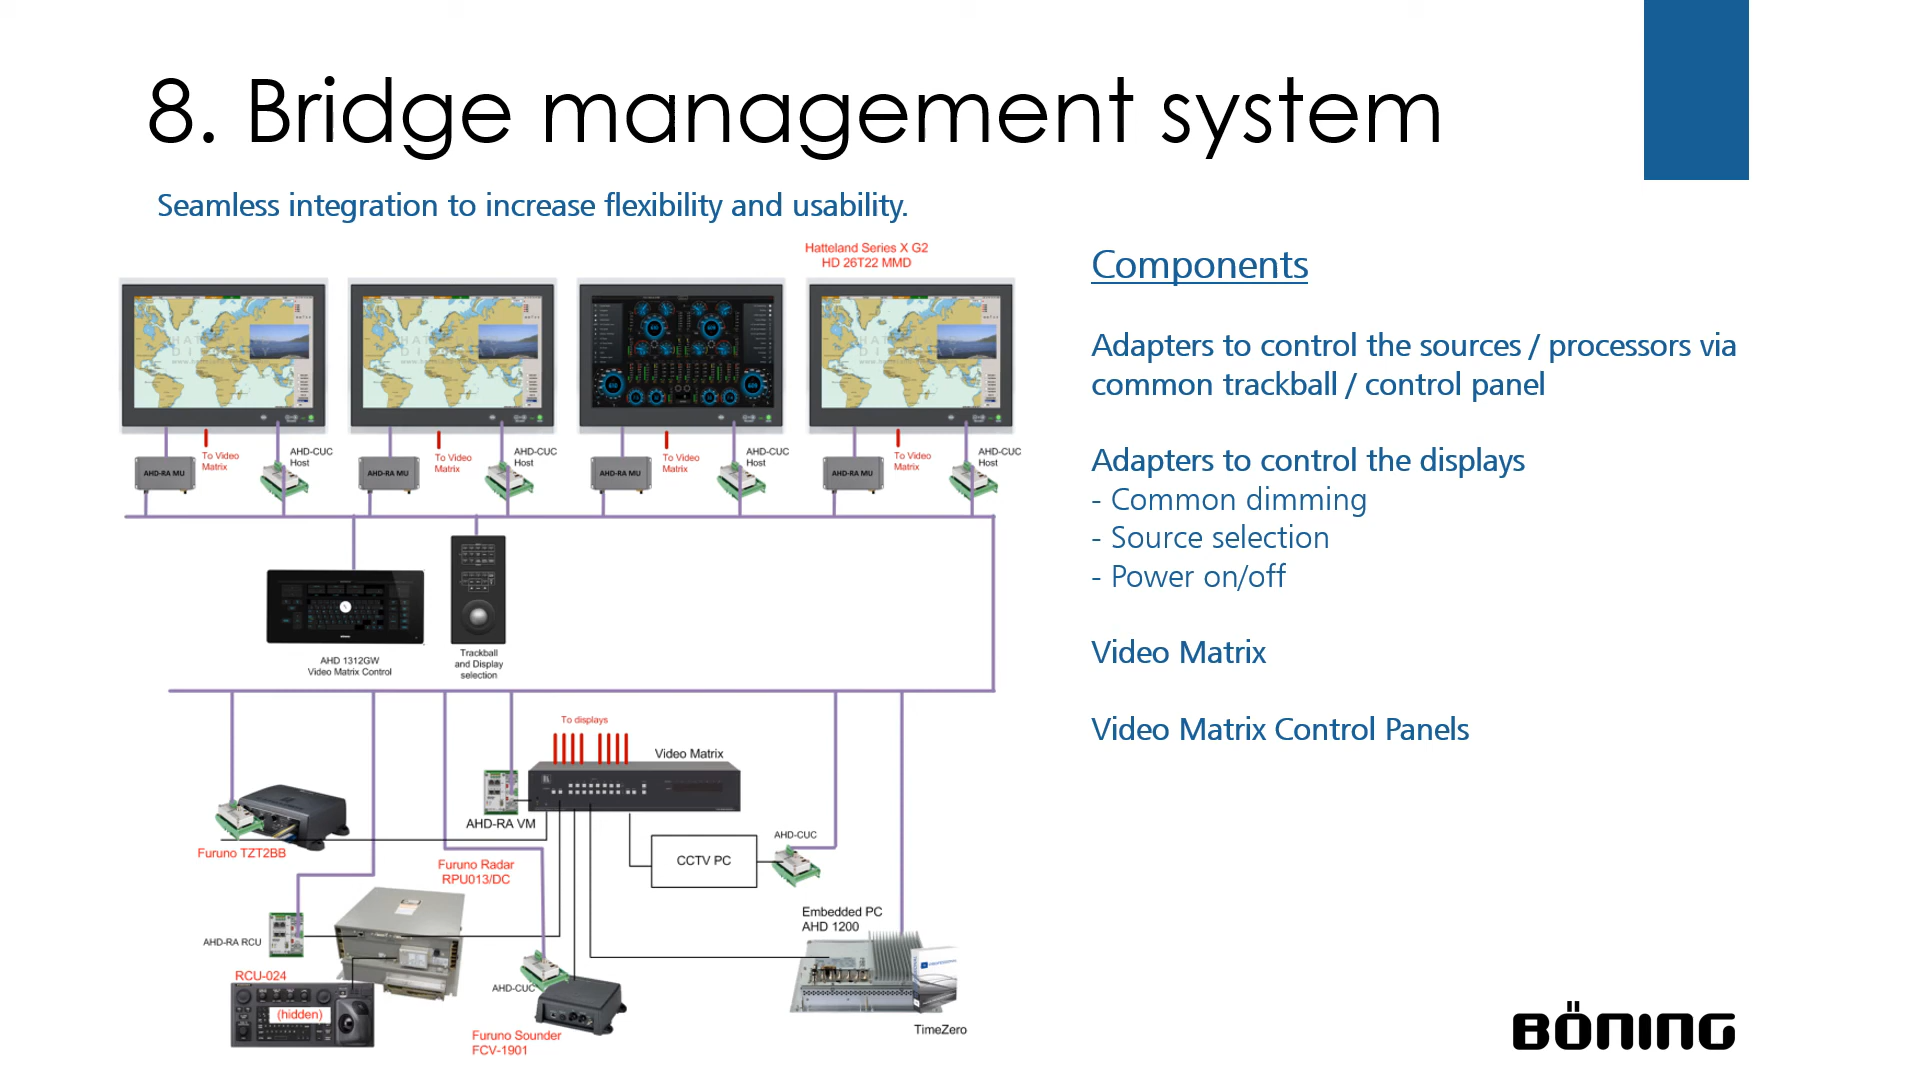 8. Bridge management system
Seamless integration to increase flexibility and usability.
Hatteland Series X G2
HD 26T22 MMD
AHD-RA MU
To Video
Matrix
AHD-CUC
Host
AHD-RA MU
To Video
Matrix
AHD-CUC
Host
AHD-RA MU
To Video
Matrix
AHD-CUC
Host
AHD-RA MU
To Video
Matrix
AHD-CUC
Host
AHD 1312GW
Video Matrix Control
Trackball
and Display
selection
To displays
Video Matrix
AHD-RA VM
Furuno TZT2BB
Furuno Radar
RPU013/DC
CCTV PC
AHD-CUC
Embedded PC
AHD 1200
AHD-RA RCU
RCU-024
(hidden)
AHD-CUC
Furuno Sounder
FCV-1901
TimeZero
Components
Adapters to control the sources / processors via
common trackball / control panel
Adapters to control the displays
- Common dimming
- Source selection
- Power on/off
Video Matrix
Video Matrix Control Panels
BÖNING